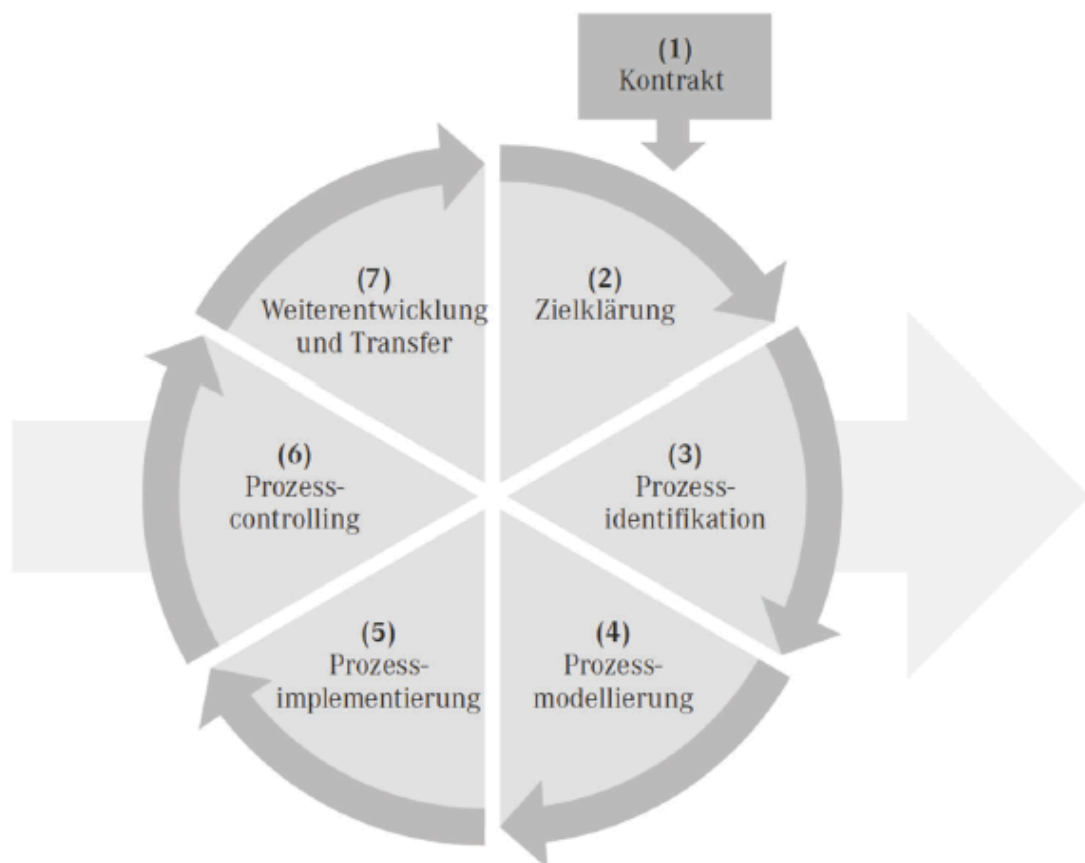 (1)
Kontrakt
(2)
Zielklärung
(3)
Prozess-
identifikation
(4)
Prozess-
modellierung
(5)
Prozess-
implementierung
(6)
Prozess-
controlling
(7)
Weiterentwicklung
und Transfer